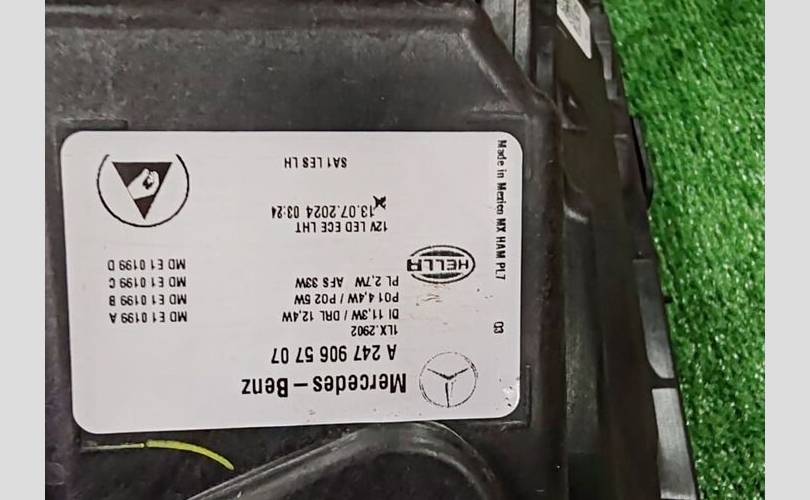 Mercedes-Benz
A 247 906 57 07
1LX.2902
DI 11,3W / DRL 12,4W
PO1 4,4W / PO2 5W
PL 2,7W AFS 33W
MD E1 0199 A
MD E1 0199 B
MD E1 0199 C
MD E1 0199 D
HELLA
12V LED ECE LHT
13.07.2024 03:24
SA1 LES LH
Made in Mexico MX HAM PL7
03